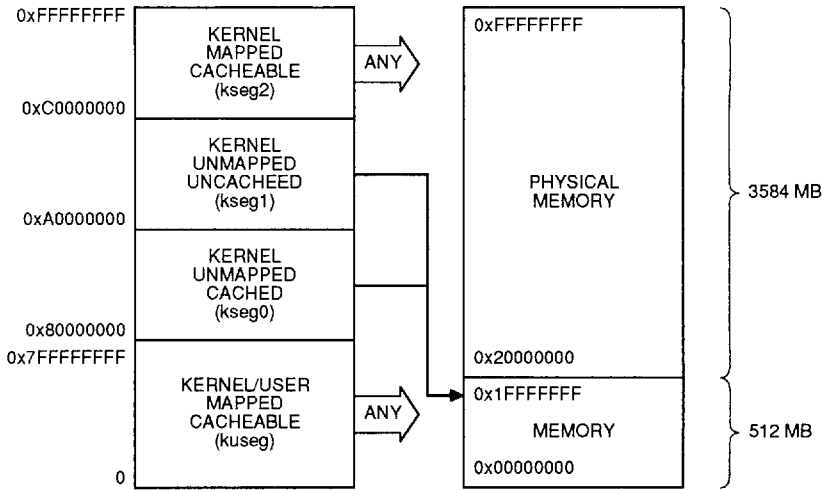 0xFFFFFFFF
KERNEL
MAPPED
CACHEABLE
(kseg2)
ANY
0xC0000000
KERNEL
UNMAPPED
UNCACHEED
(kseg1)
0xA0000000
KERNEL
UNMAPPED
CACHED
(kseg0)
0x80000000
0x7FFFFFFFF
KERNEL/USER
MAPPED
CACHEABLE
(kuseg)
ANY
0
0xFFFFFFFF
PHYSICAL
MEMORY
3584 MB
0x20000000
0x1FFFFFFF
MEMORY
512 MB
0x00000000